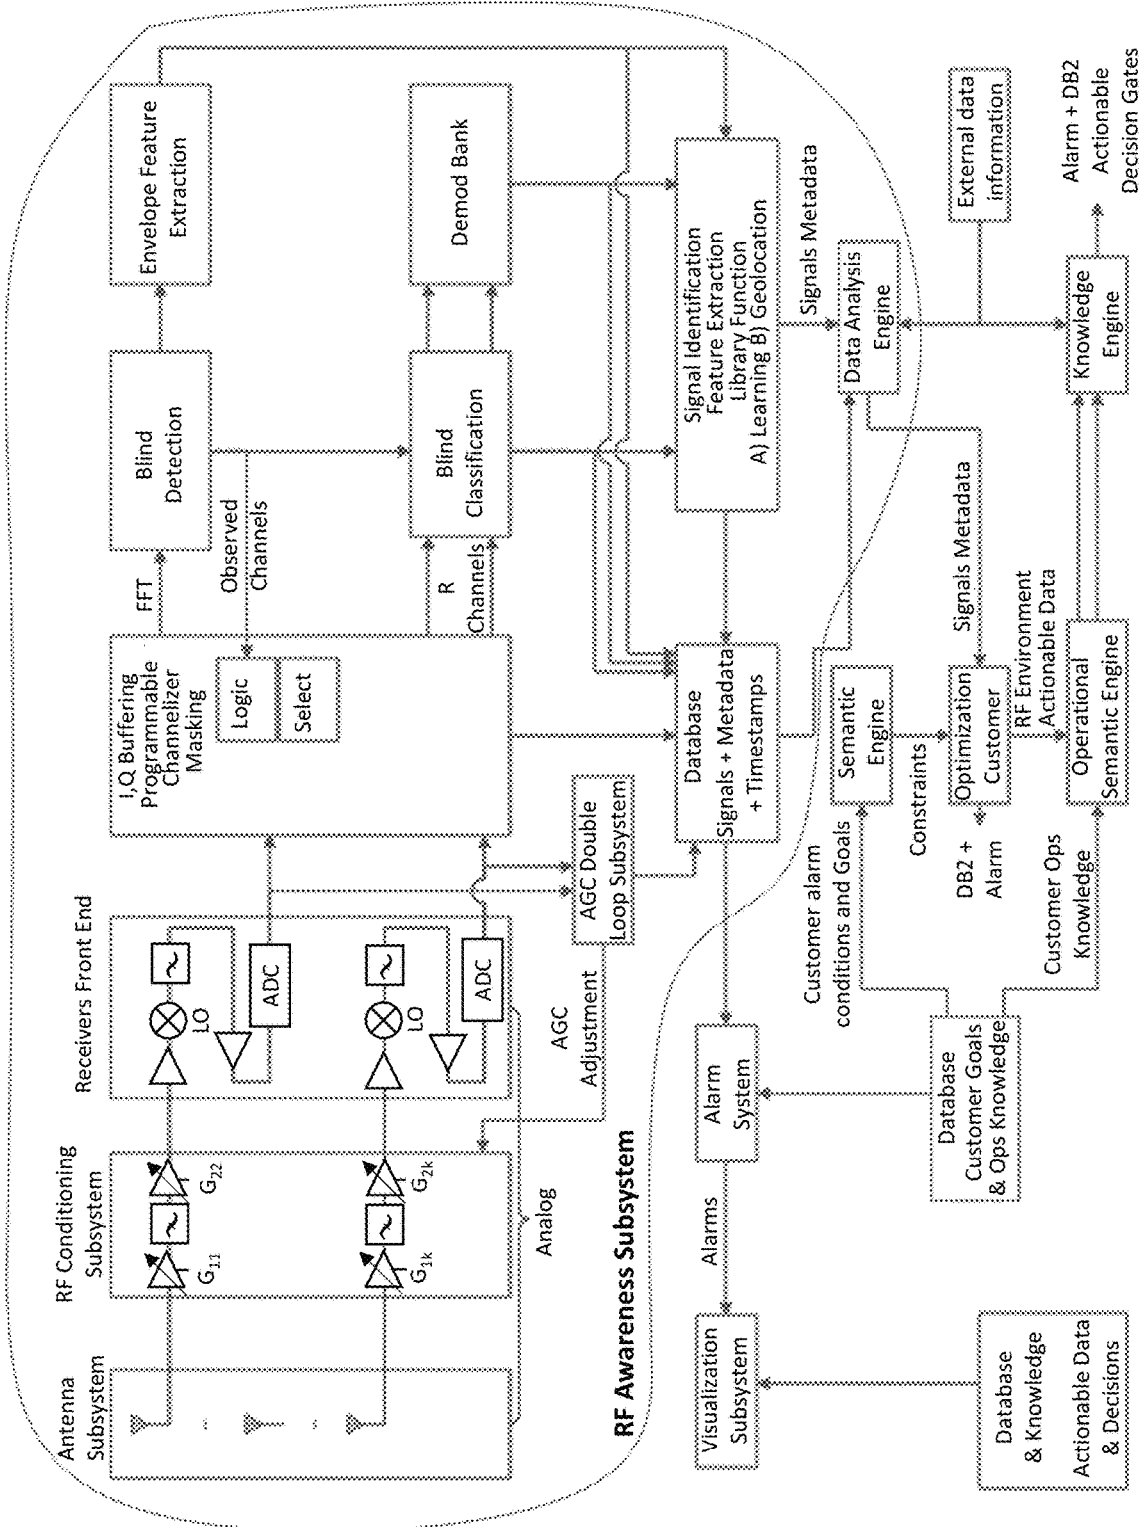 Antenna
Subsystem
RF Conditioning
Subsystem
G11
G22
G1k
G2k
Analog
Receivers Front End
LO
ADC
LO
ADC
AGC
Adjustment
AGC Double
Loop Subsystem
I,Q Buffering
Programmable
Channelizer
Masking
Logic
Select
FFT
Observed
Channels
R
Channels
Blind
Detection
Blind
Classification
Envelope Feature
Extraction
Demod Bank
RF Awareness Subsystem
Database
Signals + Metadata
+ Timestamps
Signal Identification
Feature Extraction
Library Function
A) Learning B) Geolocation
Signals Metadata
Visualization
Subsystem
Alarms
Alarm
System
Customer alarm
conditions and Goals
Semantic
Engine
Data Analysis
Engine
Constraints
Signals Metadata
Database
Customer Goals
& Ops Knowledge
DB2 +
Alarm
Optimization
Customer
RF Environment
Actionable Data
External data
information
Database
& Knowledge
Actionable Data
& Decisions
Customer Ops
Knowledge
Operational
Semantic Engine
Knowledge
Engine
Alarm + DB2
Actionable
Decision Gates